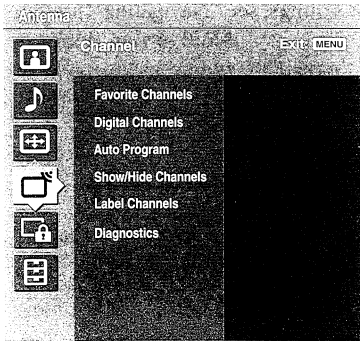 Antenna
Channel Exit: MENU
Favorite Channels
Digital Channels
Auto Program
Show/Hide Channels
Label Channels
Diagnostics